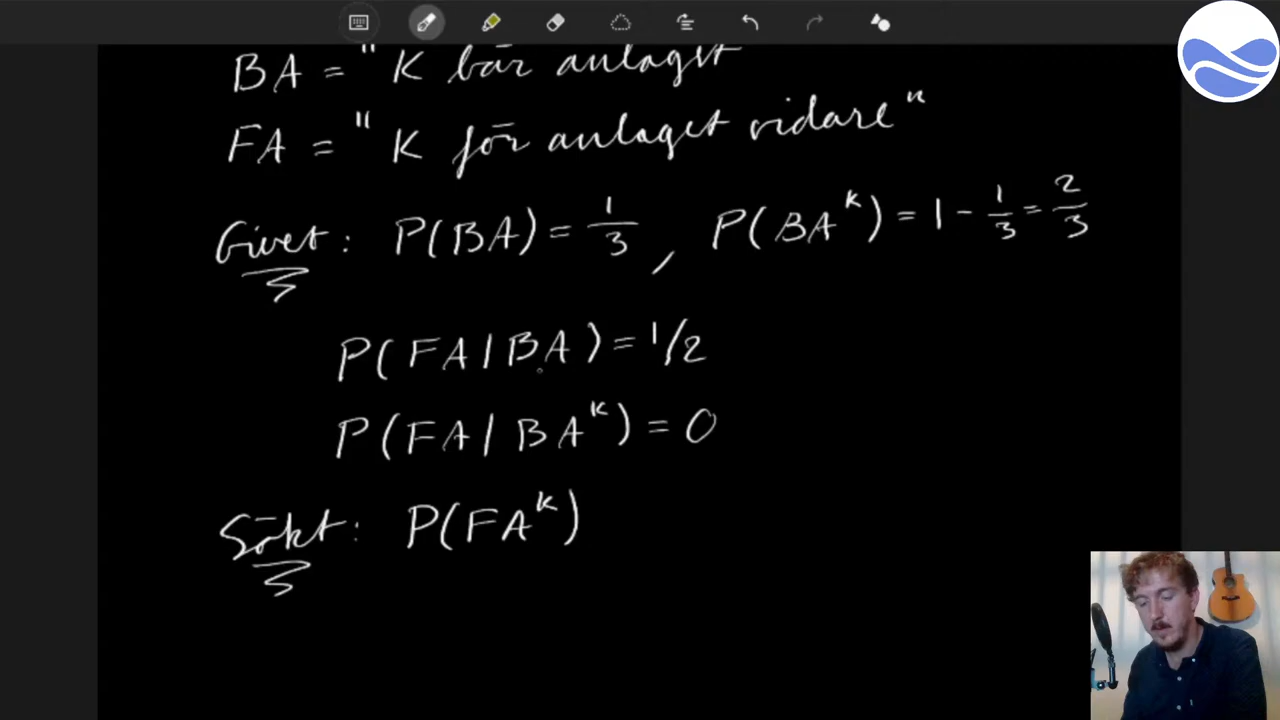 BA = "K bär anlaget
FA = "K för anlaget vidare"
Givet: P(BA) = 1/3, P(BA^k) = 1 - 1/3 = 2/3
P(FA|BA) = 1/2
P(FA|BA^k) = 0
Sökt: P(FA^k)